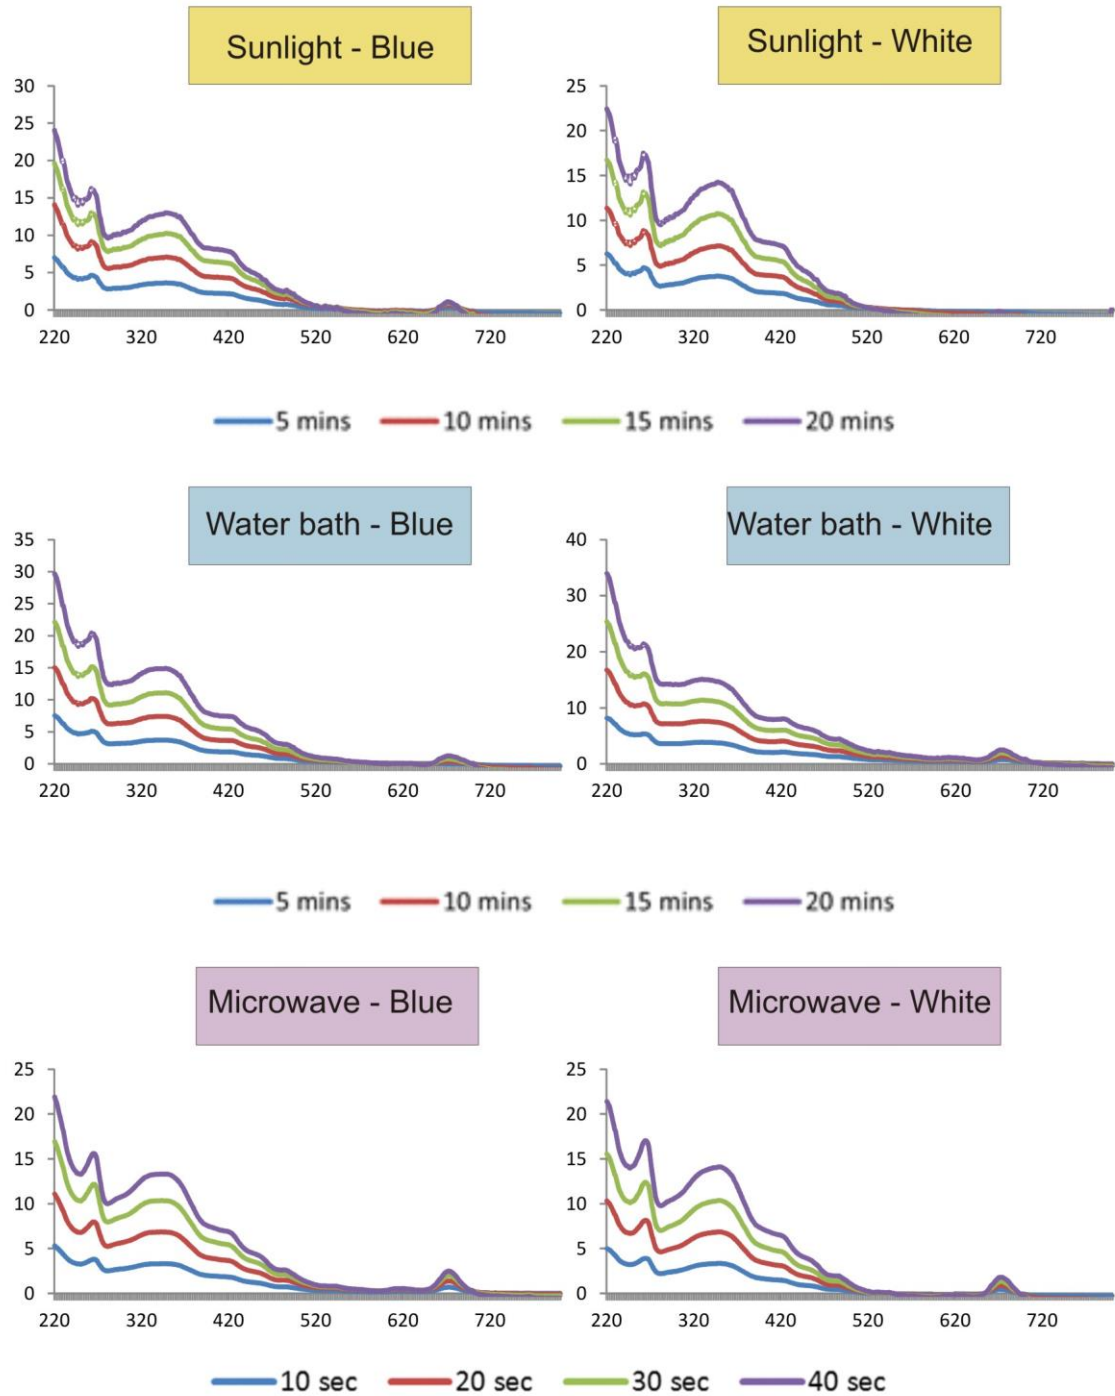 Sunlight - Blue
Sunlight - White
30
25
20
15
10
5
0
220 320 420 520 620 720
25
20
15
10
5
0
220 320 420 520 620 720
5 mins 10 mins 15 mins 20 mins
Water bath - Blue
Water bath - White
35
30
25
20
15
10
5
0
220 320 420 520 620 720
40
30
20
10
0
220 320 420 520 620 720
5 mins 10 mins 15 mins 20 mins
Microwave - Blue
Microwave - White
25
20
15
10
5
0
220 320 420 520 620 720
25
20
15
10
5
0
220 320 420 520 620 720
10 sec 20 sec 30 sec 40 sec